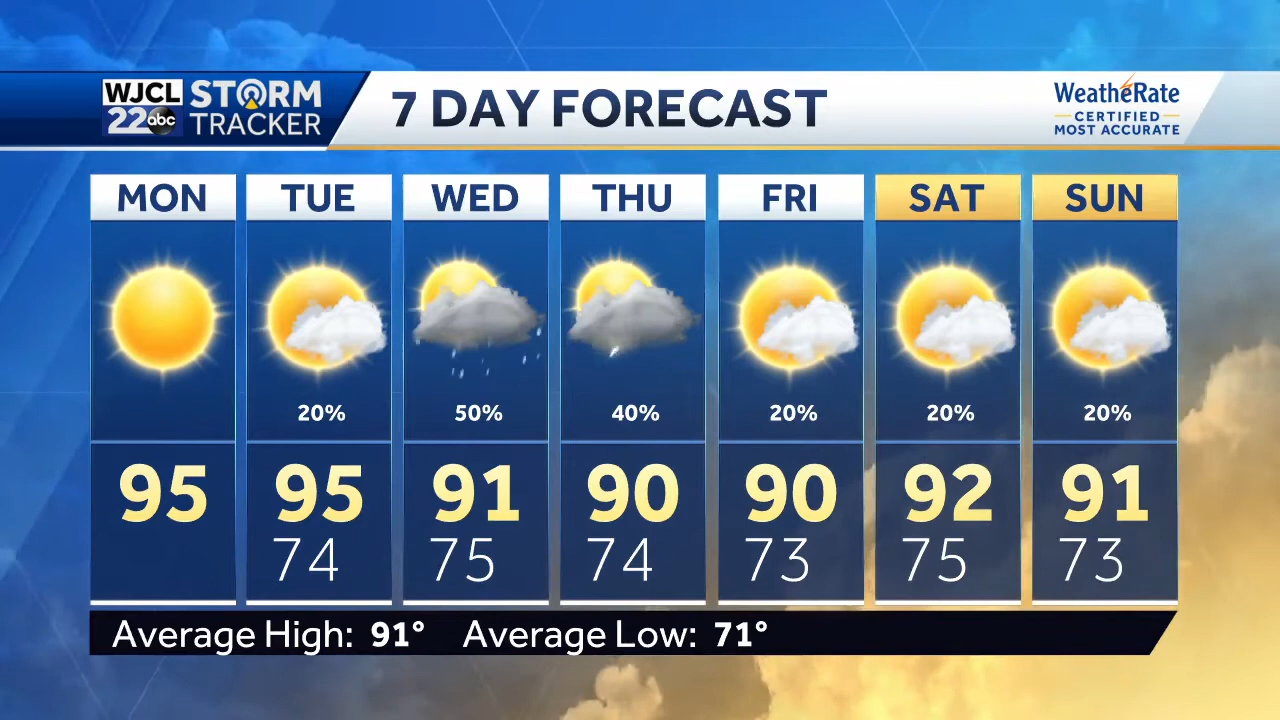 WJCL
22 abc
STORM
TRACKER
7 DAY FORECAST
WeatheRate
CERTIFIED
MOST ACCURATE
MON TUE WED THU FRI SAT SUN
20% 50% 40% 20% 20% 20%
95 95 91 90 90 92 91
74 75 74 73 75 73
Average High: 91° Average Low: 71°